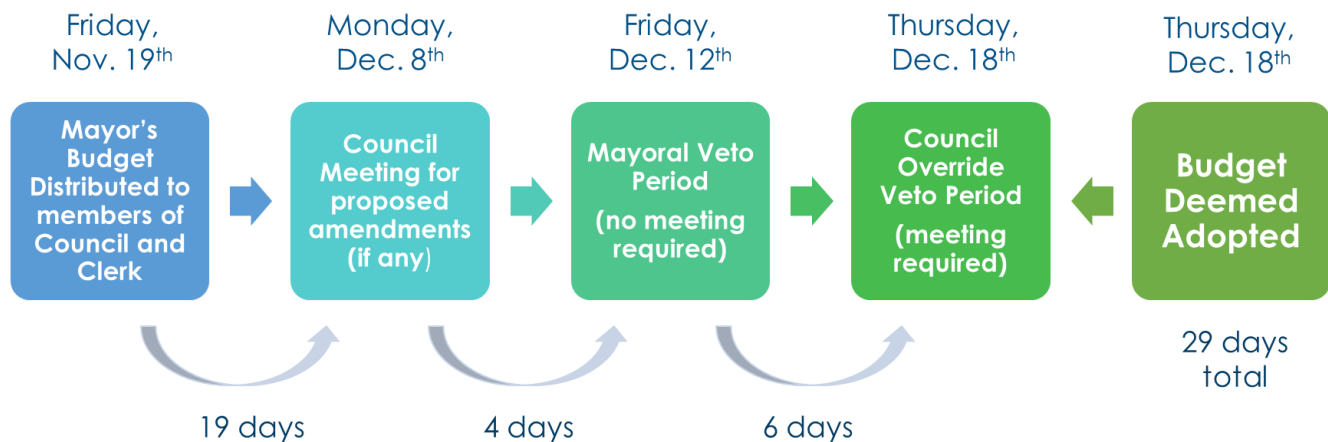 Friday,
Nov. 19th
Monday,
Dec. 8th
Friday,
Dec. 12th
Thursday,
Dec. 18th
Thursday,
Dec. 18th
Mayor’s
Budget
Distributed to
members of
Council and
Clerk
Council
Meeting for
proposed
amendments
(if any)
Mayoral Veto
Period
(no meeting
required)
Council
Override
Veto Period
(meeting
required)
Budget
Deemed
Adopted
19 days
4 days
6 days
29 days
total